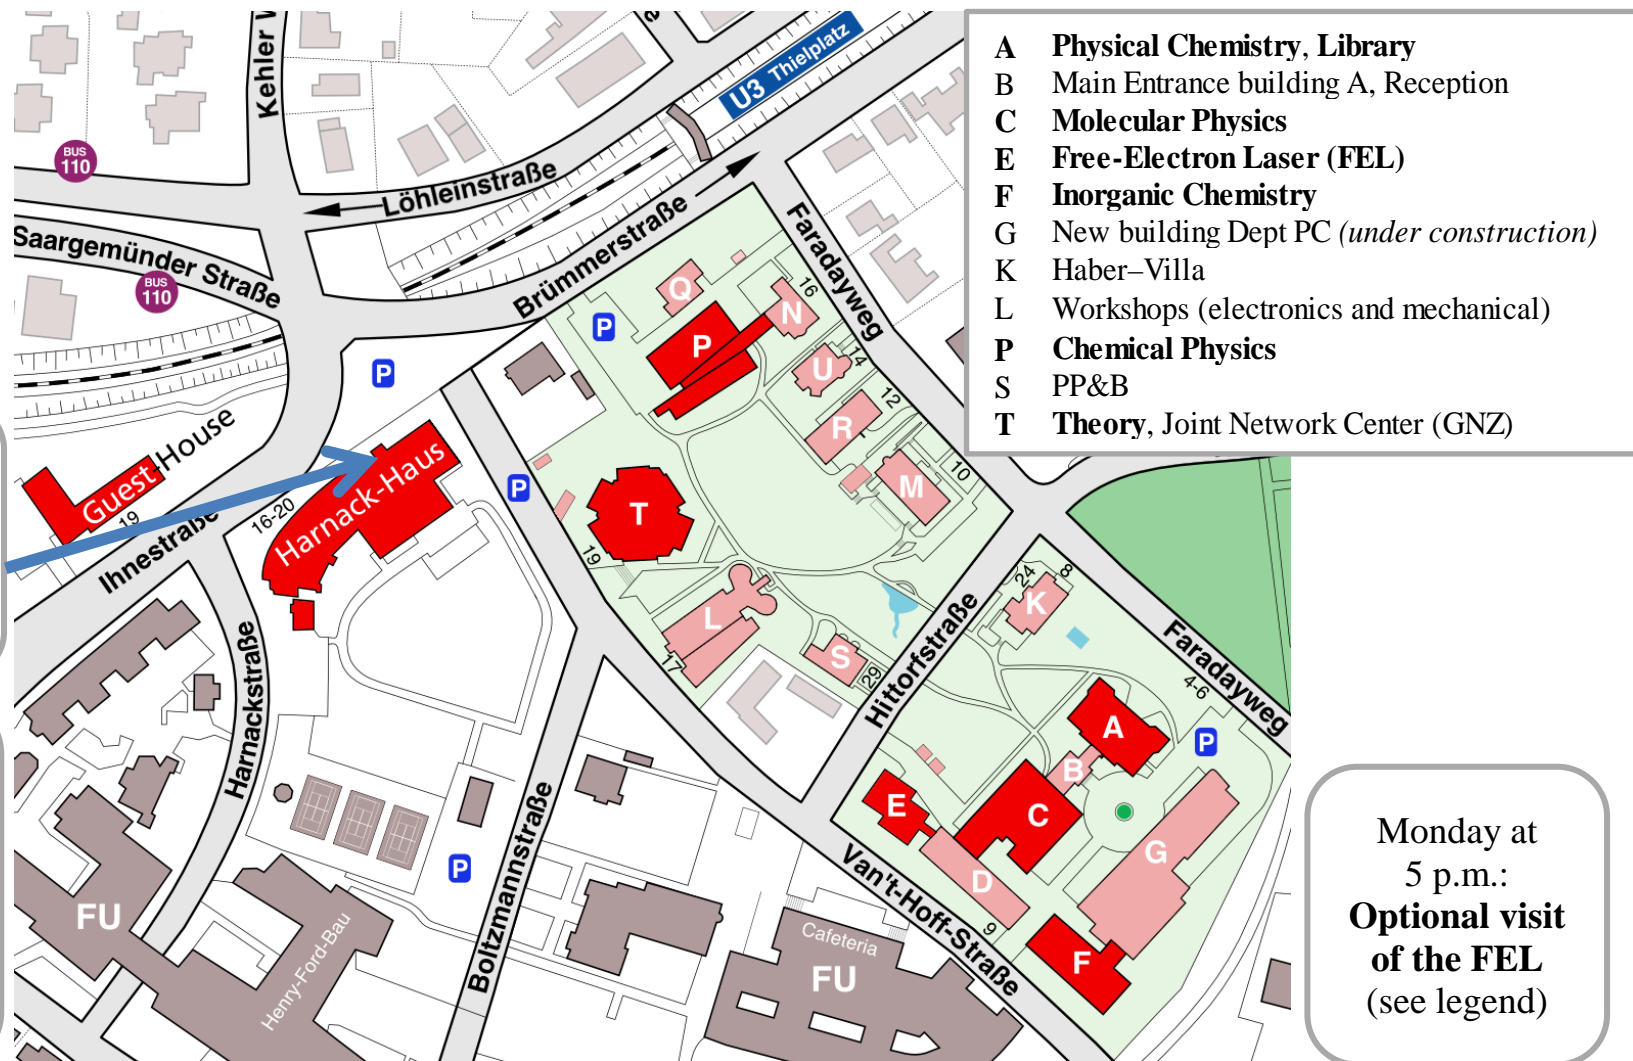 A Physical Chemistry, Library
B Main Entrance building A, Reception
C Molecular Physics
E Free-Electron Laser (FEL)
F Inorganic Chemistry
G New building Dept PC (under construction)
K Haber–Villa
L Workshops (electronics and mechanical)
P Chemical Physics
S PP&B
T Theory, Joint Network Center (GNZ)
Kehler
U3 Thielplatz
BUS
110
Löhleinstraße
Saargemünder Straße
BUS
110
Brümmerstraße
Faradayweg
Q
16
N
P
P
P
14
U
12
R
Guest-House
19
Harnack-Haus
16-20
Ihnestraße
P
10
M
T
19
24
8
K
L
17
S
29
Hittorfstraße
Faradayweg
4-6
Harnackstraße
A
P
B
E
C
G
D
9
F
Boltzmannstraße
P
Van't-Hoff-Straße
FU
Henry-Ford-Bau
Cafeteria
FU
Monday at
5 p.m.:
Optional visit
of the FEL
(see legend)